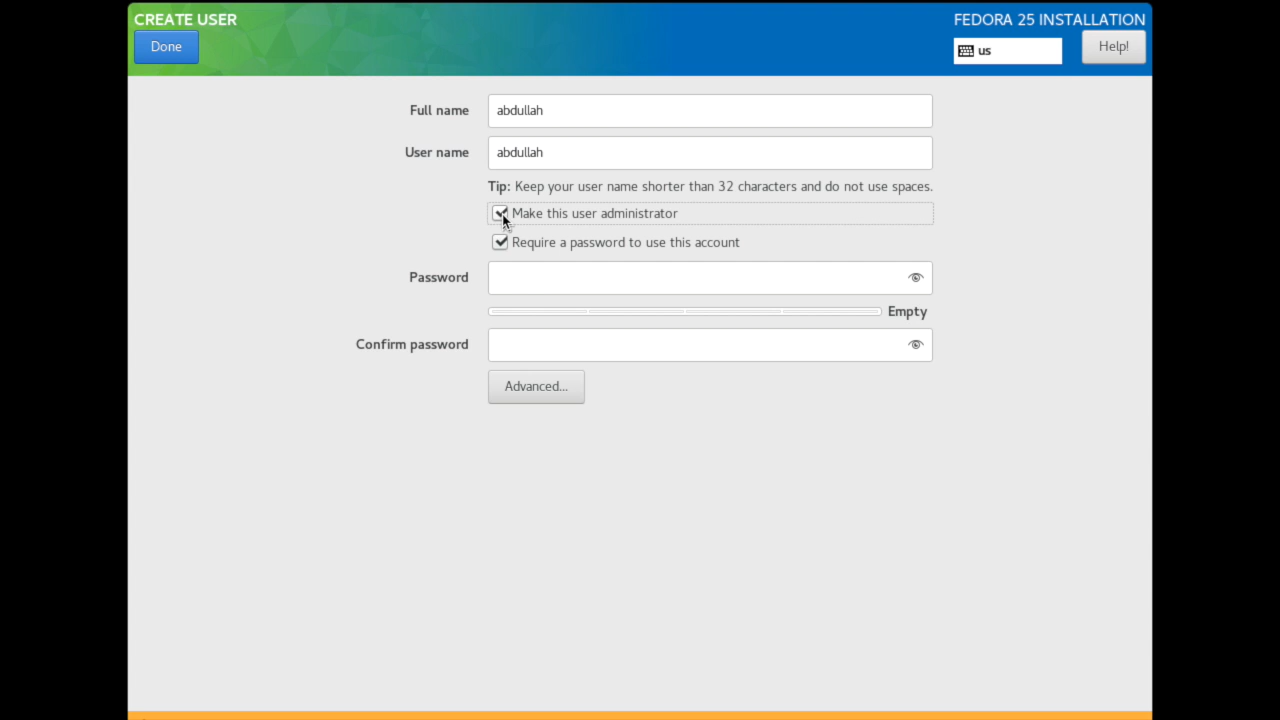 CREATE USER
FEDORA 25 INSTALLATION
Done
us
Help!
Full name
abdullah
User name
abdullah
Tip: Keep your user name shorter than 32 characters and do not use spaces.
Make this user administrator
Require a password to use this account
Password
Empty
Confirm password
Advanced...